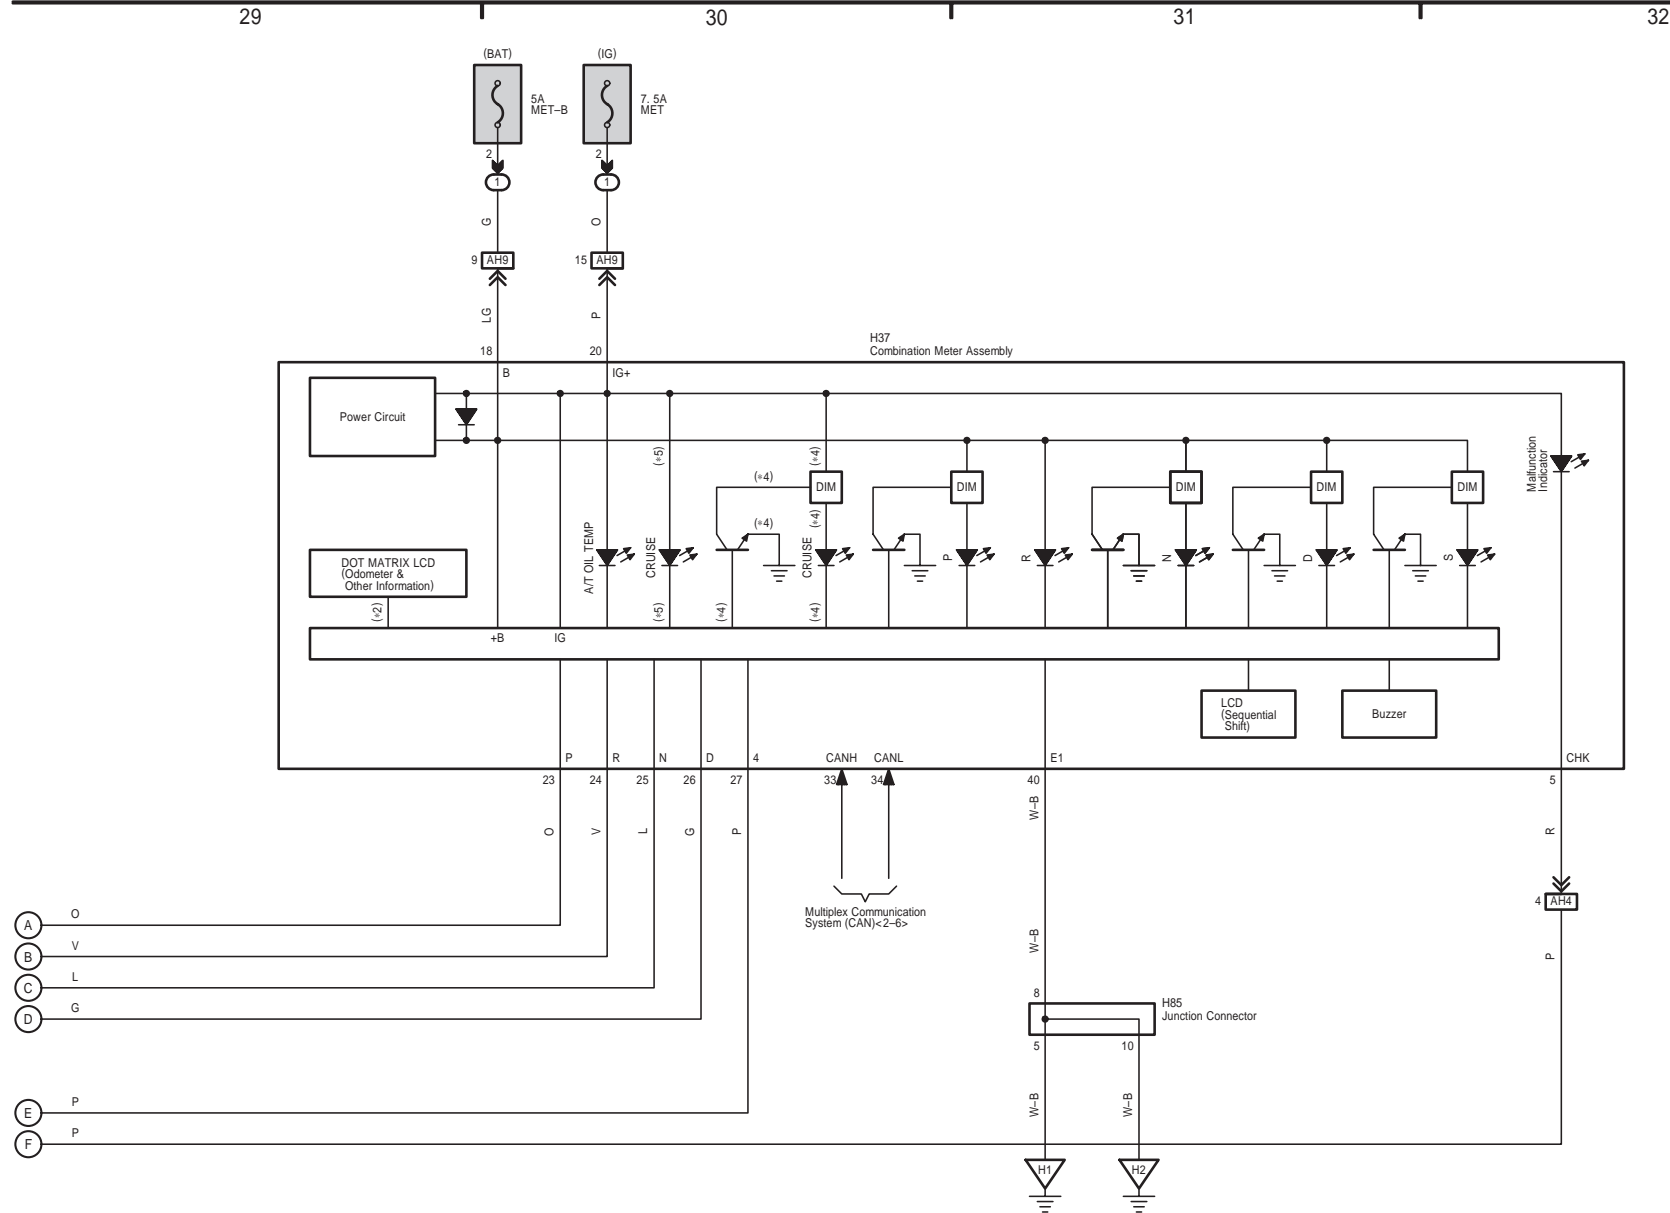 29
30
31
32
(BAT)
(IG)
5A
MET–B
7. 5A
MET
2
2
1
1
G
O
9
AH9
15
AH9
LG
P
18
20
H37
Combination Meter Assembly
B
IG+
Power Circuit
(∗5)
(∗4)
(∗4)
DIM
DIM
DIM
DIM
DIM
Malfunction
Indicator
(∗4)
(∗4)
A/T OIL TEMP
CRUISE
CRUISE
P
R
N
D
S
DOT MATRIX LCD
(Odometer &
Other Information)
(∗2)
(∗5)
(∗4)
(∗4)
+B
IG
LCD
(Sequential
Shift)
Buzzer
P
R
N
D
4
CANH
CANL
E1
CHK
23
24
25
26
27
33
34
40
5
O
V
L
G
P
W–B
R
Multiplex Communication
System (CAN)<2–6>
4
AH4
A
O
B
V
C
L
D
G
W–B
P
8
H85
Junction Connector
5
10
E
P
F
P
W–B
W–B
H1
H2